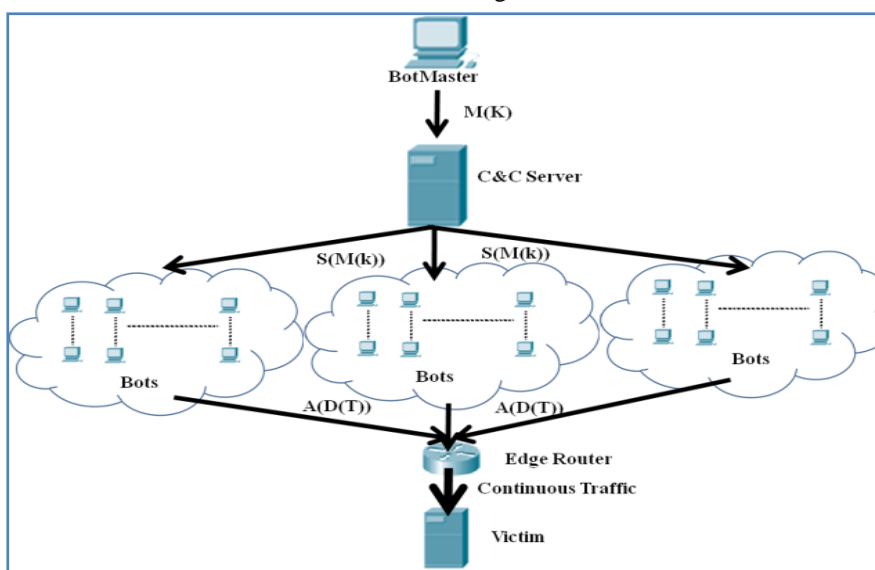 BotMaster
M(K)
C&C Server
S(M(k))
S(M(k))
Bots
Bots
Bots
A(D(T))
A(D(T))
Edge Router
Continuous Traffic
Victim